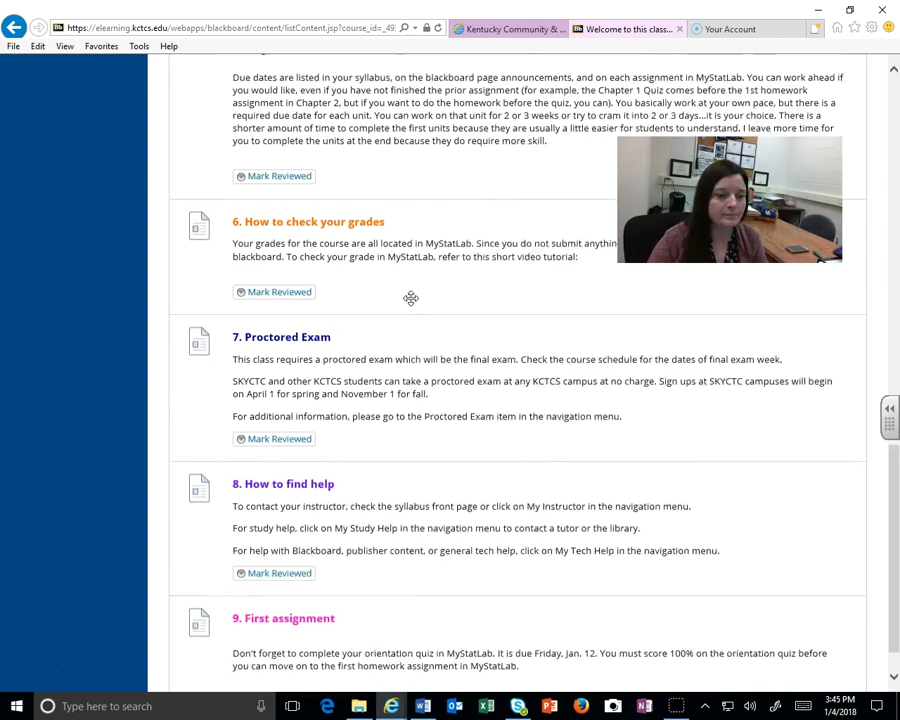 https://elearning.kctcs.edu/webapps/blackboard/content/listContent.jsp?course_id=_49
Kentucky Community & ...
Welcome to this class...
Your Account
File Edit View Favorites Tools Help
Due dates are listed in your syllabus, on the blackboard page announcements, and on each assignment in MyStatLab. You can work ahead if
you would like, even if you have not finished the prior assignment (for example, the Chapter 1 Quiz comes before the 1st homework
assignment in Chapter 2, but if you want to do the homework before the quiz, you can). You basically work at your own pace, but there is a
required due date for each unit. You can work on that unit for 2 or 3 weeks or try to cram it into 2 or 3 days...it is your choice. There is a
shorter amount of time to complete the first units because they are usually a little easier for students to understand. I leave more time for
you to complete the units at the end because they do require more skill.
Mark Reviewed
6. How to check your grades
Your grades for the course are all located in MyStatLab. Since you do not submit anythin
blackboard. To check your grade in MyStatLab, refer to this short video tutorial:
Mark Reviewed
7. Proctored Exam
This class requires a proctored exam which will be the final exam. Check the course schedule for the dates of final exam week.
SKYCTC and other KCTCS students can take a proctored exam at any KCTCS campus at no charge. Sign ups at SKYCTC campuses will begin
on April 1 for spring and November 1 for fall.
For additional information, please go to the Proctored Exam item in the navigation menu.
Mark Reviewed
8. How to find help
To contact your instructor, check the syllabus front page or click on My Instructor in the navigation menu.
For study help, click on My Study Help in the navigation menu to contact a tutor or the library.
For help with Blackboard, publisher content, or general tech help, click on My Tech Help in the navigation menu.
Mark Reviewed
9. First assignment
Don't forget to complete your orientation quiz in MyStatLab. It is due Friday, Jan. 12. You must score 100% on the orientation quiz before
you can move on to the first homework assignment in MyStatLab.
Type here to search
3:45 PM
1/4/2018